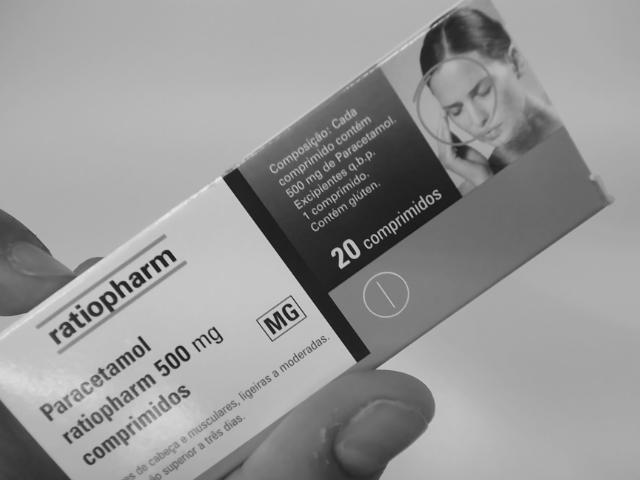 ratiopharm
Paracetamol
ratiopharm 500 mg
comprimidos
MG
de cabeça e musculares, ligeiras a moderadas.
superior a três dias.
Composição: Cada
comprimido contém
500 mg de Paracetamol.
Excipientes q.b.p.
1 comprimido.
Contém glúten.
20 comprimidos